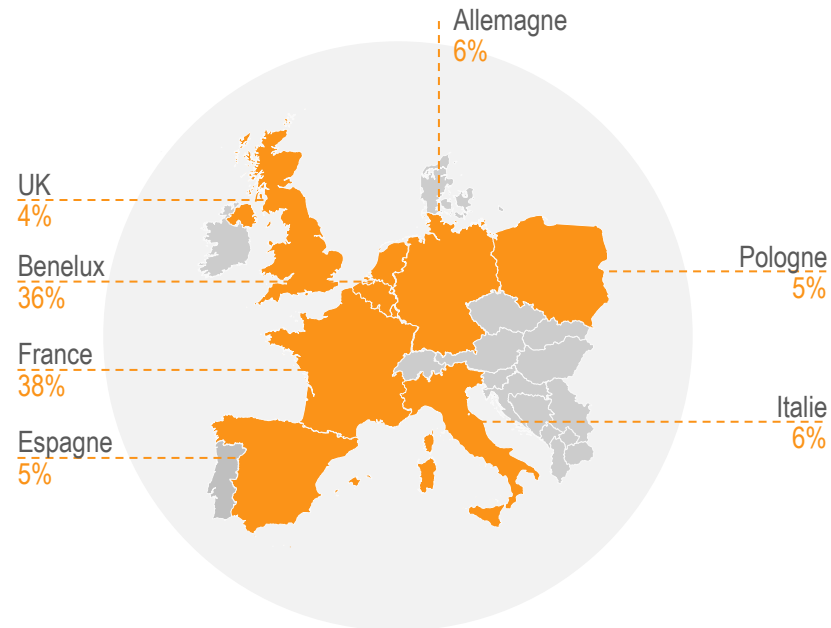 Allemagne
6%
UK
4%
Benelux
36%
Pologne
5%
France
38%
Italie
6%
Espagne
5%